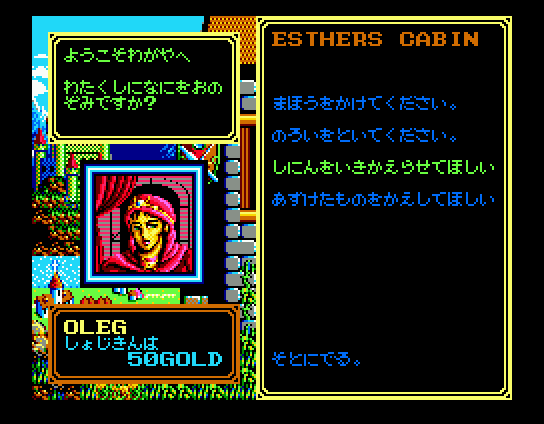 ようこそわがやへ
わたくしになにをおの
ぞみですか?
ESTHERS CABIN
まほうをかけてください。
のろいをといてください。
しにんをいきかえらせてほしい
あずけたものをかえしてほしい
そとにでる。
OLEG
しょじきんは
50GOLD